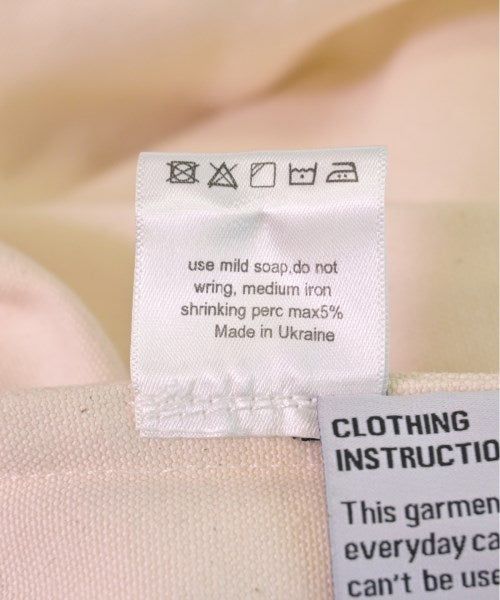 use mild soap,do not
wring, medium iron
shrinking perc max5%
Made in Ukraine
CLOTHING
INSTRUCTIO
This garmen
everyday ca
can't be use